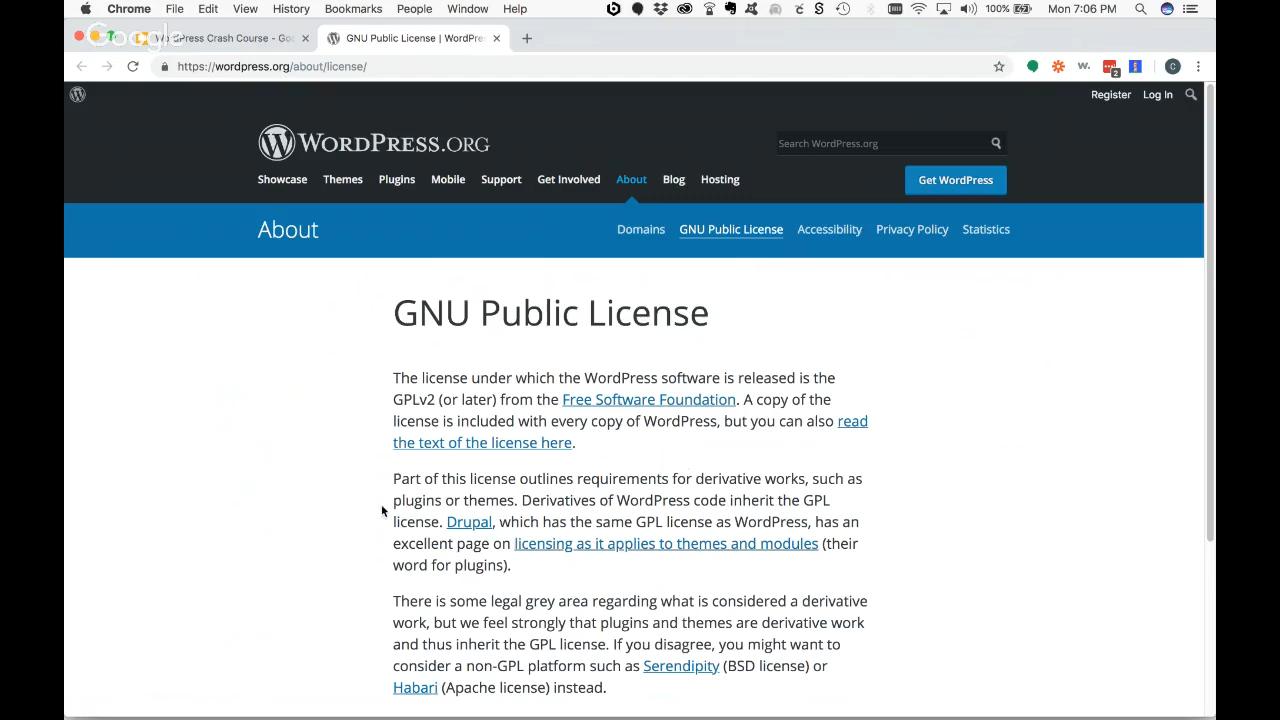 Chrome File Edit View History Bookmarks People Window Help 100% Mon 7:06 PM
Google
WordPress Crash Course - Goo
GNU Public License | WordPre
https://wordpress.org/about/license/
W.
2
C
Register Log In
WORDPRESS.ORG
Search WordPress.org
Showcase Themes Plugins Mobile Support Get Involved About Blog Hosting
Get WordPress
About
Domains GNU Public License Accessibility Privacy Policy Statistics
GNU Public License
The license under which the WordPress software is released is the
GPLv2 (or later) from the Free Software Foundation. A copy of the
license is included with every copy of WordPress, but you can also read
the text of the license here.
Part of this license outlines requirements for derivative works, such as
plugins or themes. Derivatives of WordPress code inherit the GPL
license. Drupal, which has the same GPL license as WordPress, has an
excellent page on licensing as it applies to themes and modules (their
word for plugins).
There is some legal grey area regarding what is considered a derivative
work, but we feel strongly that plugins and themes are derivative work
and thus inherit the GPL license. If you disagree, you might want to
consider a non-GPL platform such as Serendipity (BSD license) or
Habari (Apache license) instead.